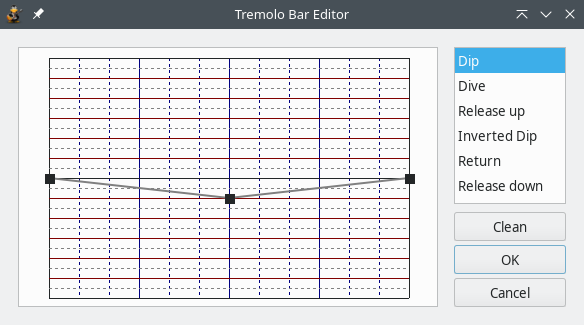 Tremolo Bar Editor
Dip
Dive
Release up
Inverted Dip
Return
Release down
Clean
OK
Cancel